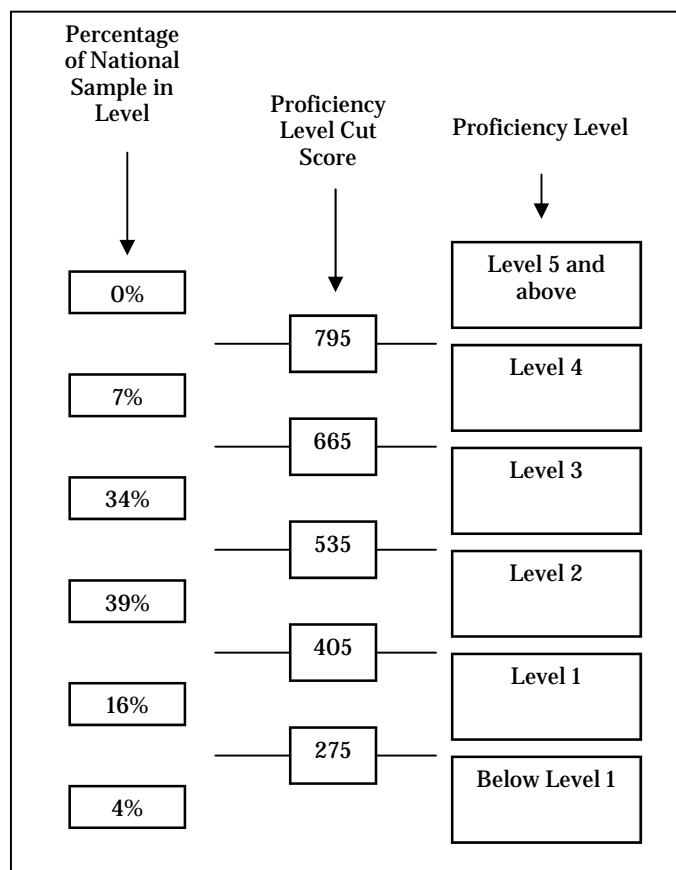 Percentage
of National
Sample in
Level
Proficiency
Level Cut
Score
Proficiency Level
0%
Level 5 and
above
795
7%
Level 4
665
34%
Level 3
535
39%
Level 2
405
16%
Level 1
275
4%
Below Level 1